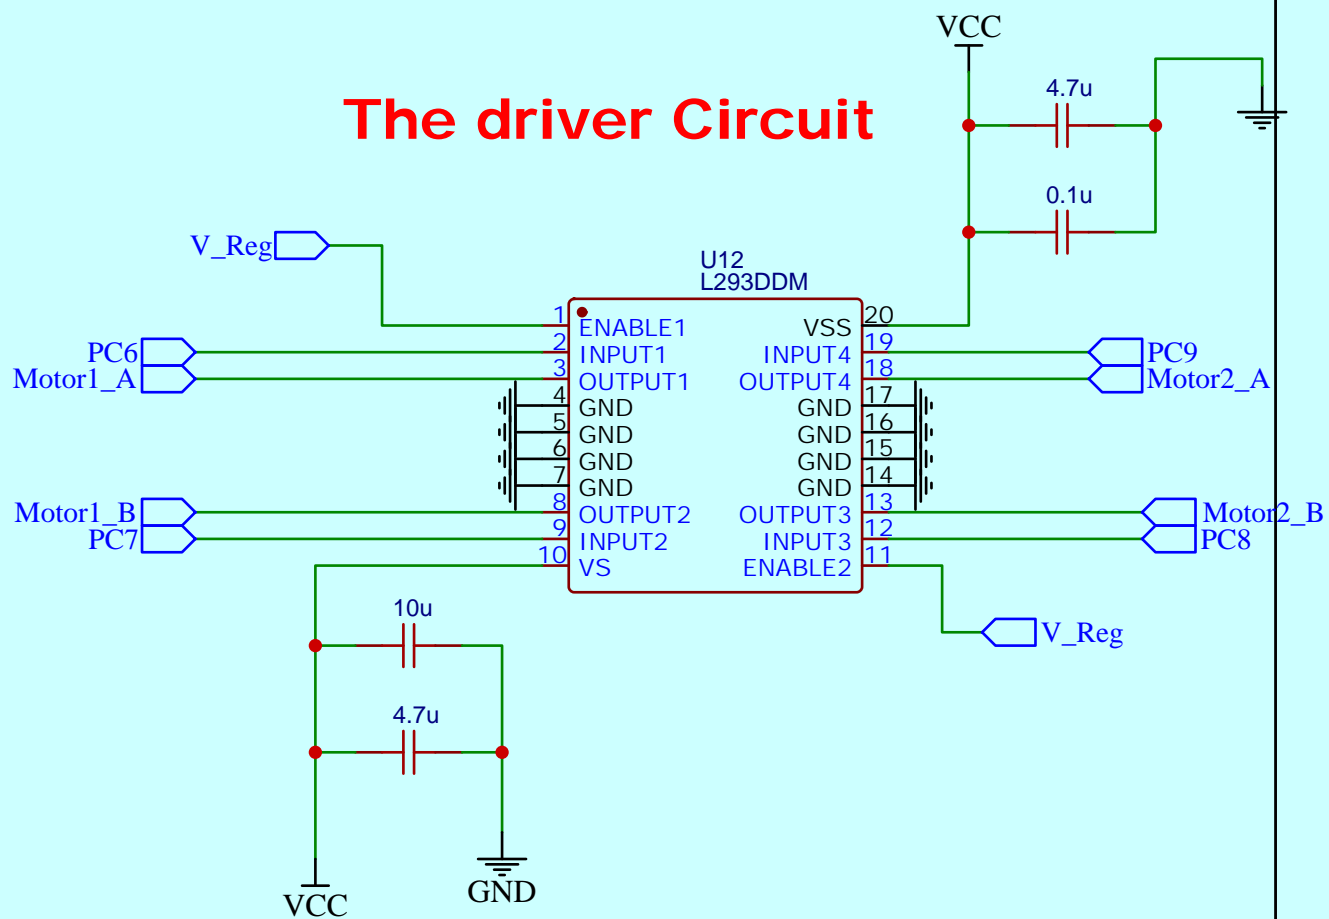 VCC
The driver Circuit
4.7u
0.1u
V_Reg
U12
L293DDM
1 ENABLE1
VSS 20
PC6 2 INPUT1
INPUT4 19 PC9
Motor1_A 3 OUTPUT1
OUTPUT4 18 Motor2_A
4 GND
GND 17
5 GND
GND 16
6 GND
GND 15
7 GND
GND 14
Motor1_B 8 OUTPUT2
OUTPUT3 13 Motor2_B
PC7 9 INPUT2
INPUT3 12 PC8
10 VS
ENABLE2 11
10u
V_Reg
4.7u
VCC
GND